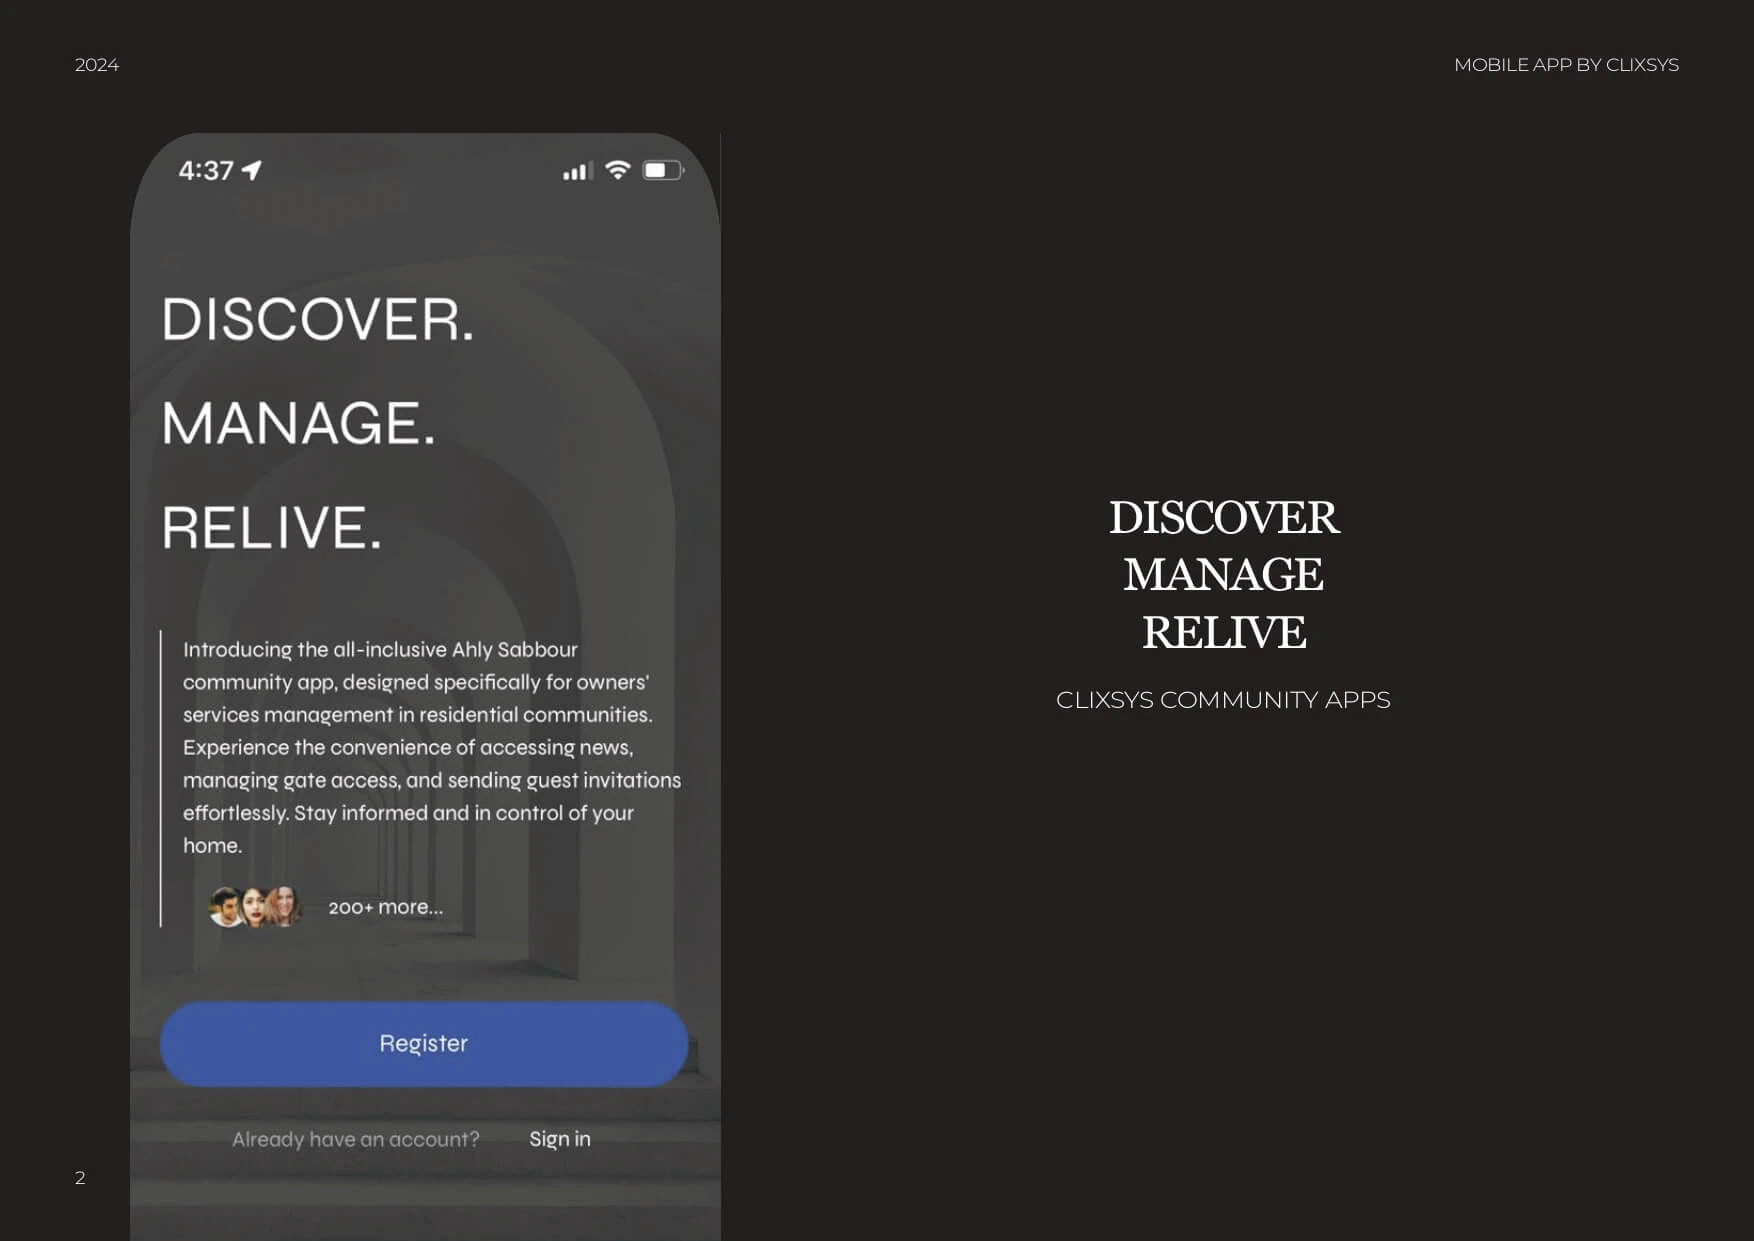 2024
MOBILE APP BY CLIXSYS
4:37
DISCOVER.
MANAGE.
RELIVE.
Introducing the all-inclusive Ahly Sabbour
community app, designed specifically for owners'
services management in residential communities.
Experience the convenience of accessing news,
managing gate access, and sending guest invitations
effortlessly. Stay informed and in control of your
home.
200+ more...
Register
Already have an account? Sign in
DISCOVER
MANAGE
RELIVE
CLIXSYS COMMUNITY APPS
2